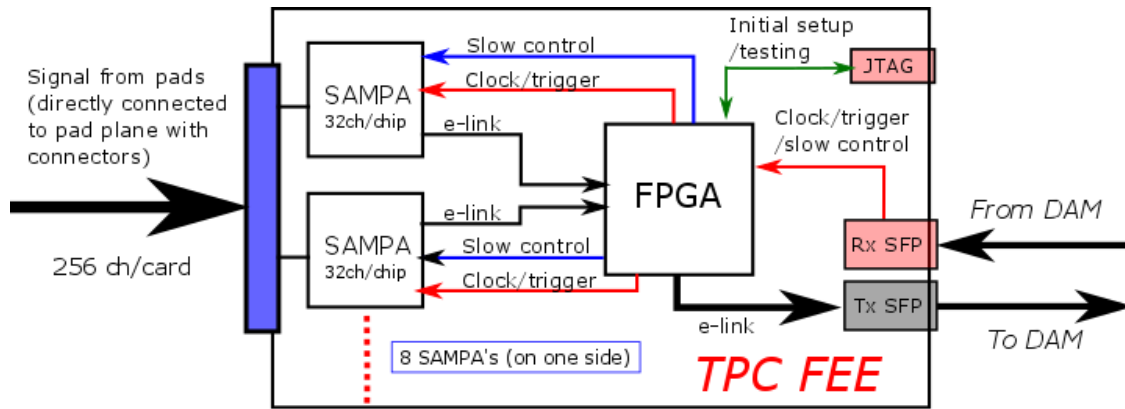 Signal from pads
(directly connected
to pad plane with
connectors)
256 ch/card
SAMPA
32ch/chip
Slow control
Clock/trigger
e-link
SAMPA
32ch/chip
e-link
Slow control
Clock/trigger
8 SAMPA's (on one side)
FPGA
Initial setup
/testing
JTAG
Clock/trigger
/slow control
Rx SFP
From DAM
Tx SFP
To DAM
e-link
TPC FEE